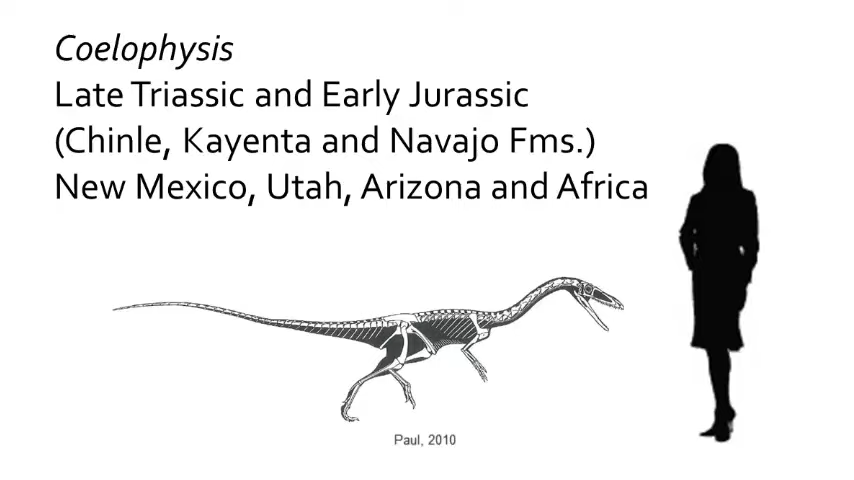 Coelophysis
Late Triassic and Early Jurassic
(Chinle, Kayenta and Navajo Fms.)
New Mexico, Utah, Arizona and Africa
Paul, 2010